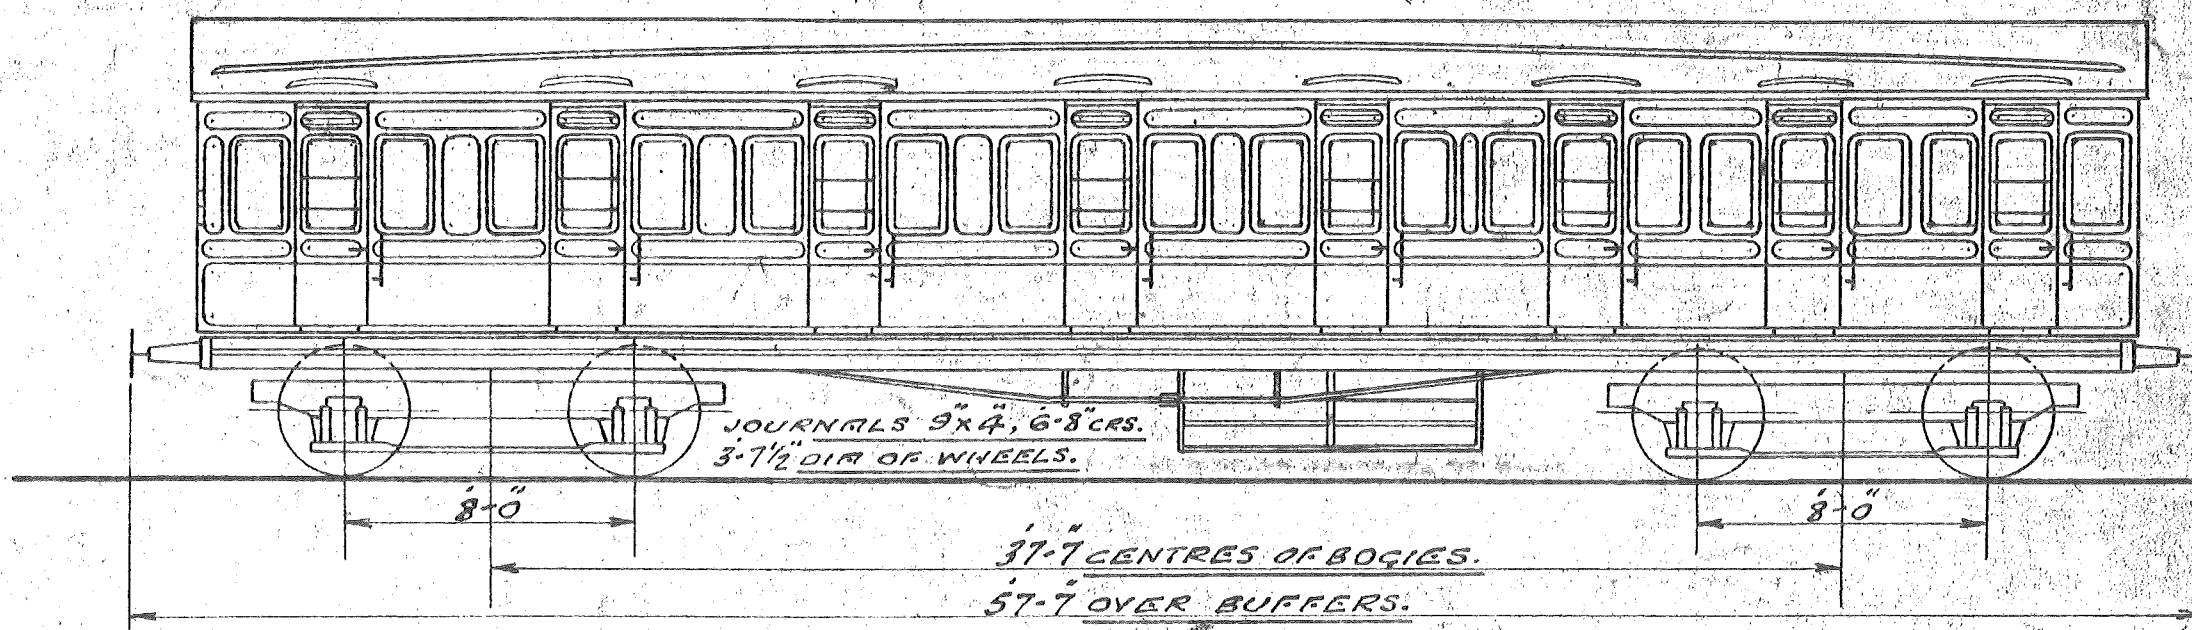 JOURNALS 9"x 4", 6'-8" CRS.
3'-7½" DIA OF WHEELS.
8'-0"
8'-0"
37'-7" CENTRES OF BOGIES.
57'-7" OVER BUFFERS.